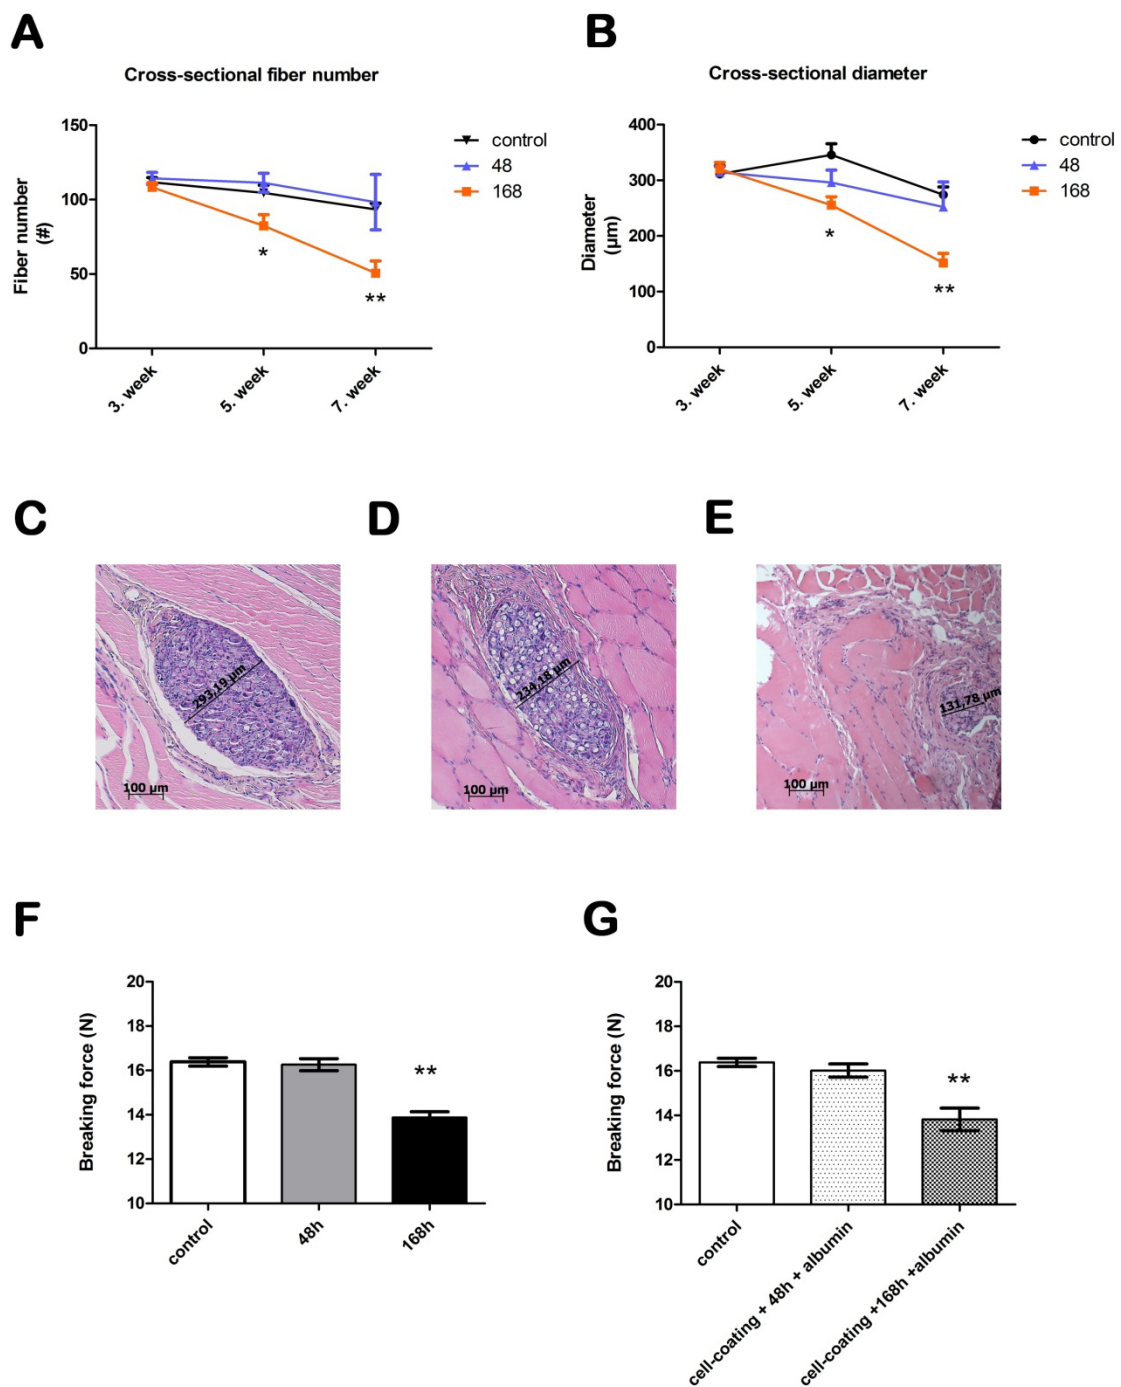 A
B
Cross-sectional fiber number
Cross-sectional diameter
150
100
50
0
Fiber number
(#)
3. week
5. week
7. week
*
**
control
48
168
400
300
200
100
0
Diameter
(µm)
3. week
5. week
7. week
*
**
control
48
168
C
D
E
293,19 µm
100 µm
234,18 µm
100 µm
131,78 µm
100 µm
F
G
20
18
16
14
12
10
Breaking force (N)
**
control
48h
168h
20
18
16
14
12
10
Breaking force (N)
**
control
cell-coating + 48h + albumin
cell-coating +168h +albumin